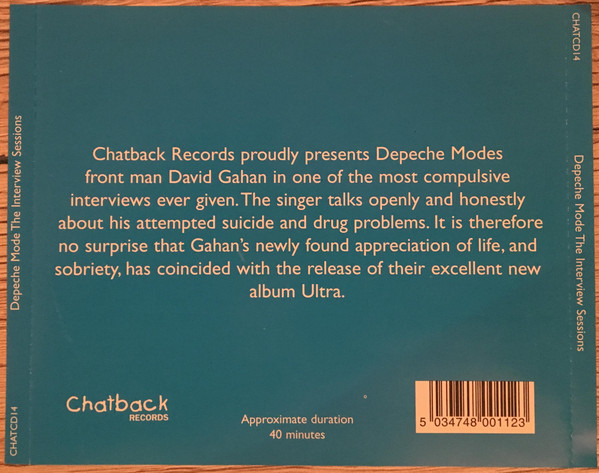 Chatback Records proudly presents Depeche Modes
front man David Gahan in one of the most compulsive
interviews ever given. The singer talks openly and honestly
about his attempted suicide and drug problems. It is therefore
no surprise that Gahan's newly found appreciation of life, and
sobriety, has coincided with the release of their excellent new
album Ultra.
Chatback
RECORDS
Approximate duration
40 minutes
5 034748 001123
Depeche Mode The Interview Sessions
CHATCD14
CHATCD14
Depeche Mode The Interview Sessions